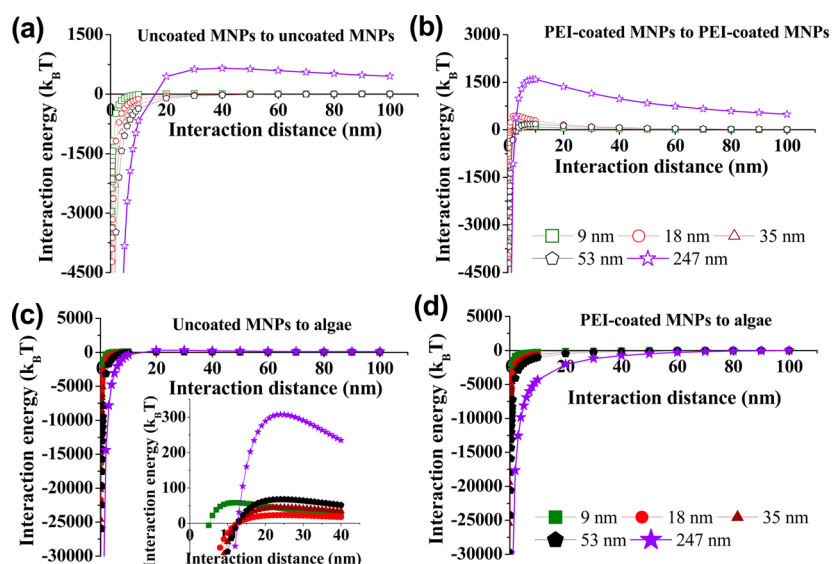 (a)
Uncoated MNPs to uncoated MNPs
Interaction energy (kBT)
1500
0
-1500
-3000
-4500
0 20 40 60 80 100
Interaction distance (nm)
(b)
PEI-coated MNPs to PEI-coated MNPs
Interaction energy (kBT)
3000
1500
0
-1500
-3000
-4500
0 20 40 60 80 100
Interaction distance (nm)
9 nm 18 nm 35 nm
53 nm 247 nm
(c)
Uncoated MNPs to algae
Interaction energy (kBT)
5000
0
-5000
-10000
-15000
-20000
-25000
-30000
0 20 40 60 80 100
Interaction distance (nm)
Interaction energy (kBT)
300
200
100
0
0 10 20 30 40
Interaction distance (nm)
(d)
PEI-coated MNPs to algae
Interaction energy (kBT)
5000
0
-5000
-10000
-15000
-20000
-25000
-30000
0 20 40 60 80 100
Interaction distance (nm)
9 nm 18 nm 35 nm
53 nm 247 nm